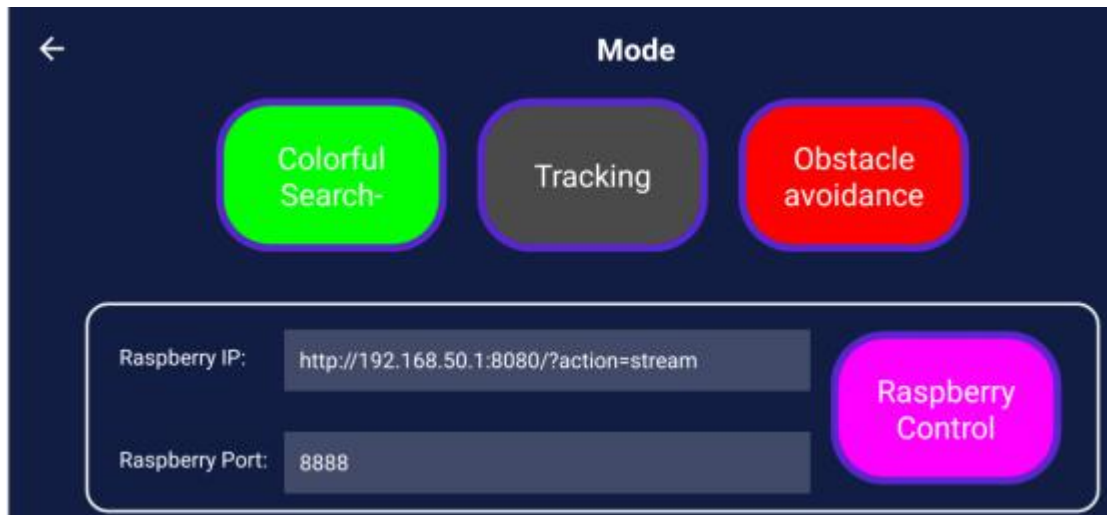 Mode
Colorful
Search-
Tracking
Obstacle
avoidance
Raspberry IP:
http://192.168.50.1:8080/?action=stream
Raspberry Port:
8888
Raspberry
Control